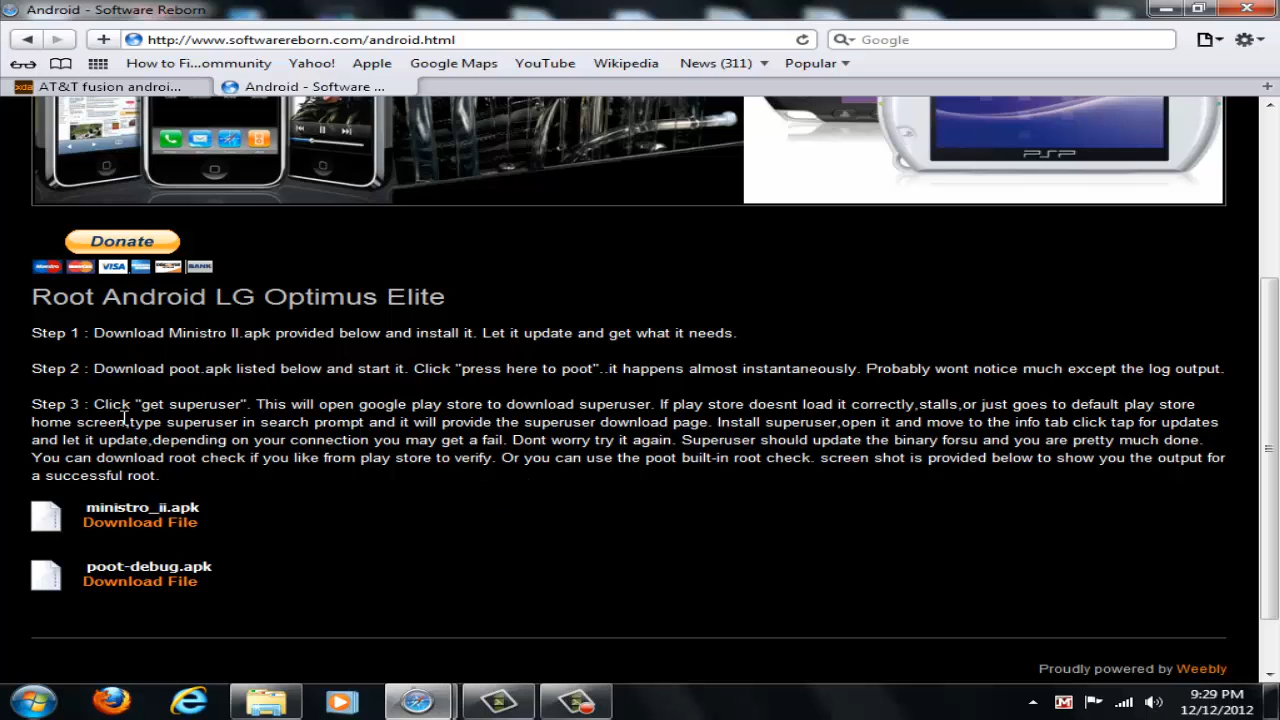 Android - Software Reborn
http://www.softwarereborn.com/android.html
Google
How to Fi...ommunity Yahoo! Apple Google Maps YouTube Wikipedia News (311) Popular
xda AT&T fusion androi... Android - Software ...
PSP
Donate
VISA BANK
Root Android LG Optimus Elite
Step 1 : Download Ministro II.apk provided below and install it. Let it update and get what it needs.
Step 2 : Download poot.apk listed below and start it. Click "press here to poot"..it happens almost instantaneously. Probably wont notice much except the log output.
Step 3 : Click "get superuser". This will open google play store to download superuser. If play store doesnt load it correctly,stalls,or just goes to default play store
home screen,type superuser in search prompt and it will provide the superuser download page. Install superuser,open it and move to the info tab click tap for updates
and let it update,depending on your connection you may get a fail. Dont worry try it again. Superuser should update the binary forsu and you are pretty much done.
You can download root check if you like from play store to verify. Or you can use the poot built-in root check. screen shot is provided below to show you the output for
a successful root.
ministro_ii.apk
Download File
poot-debug.apk
Download File
Proudly powered by Weebly
9:29 PM
12/12/2012